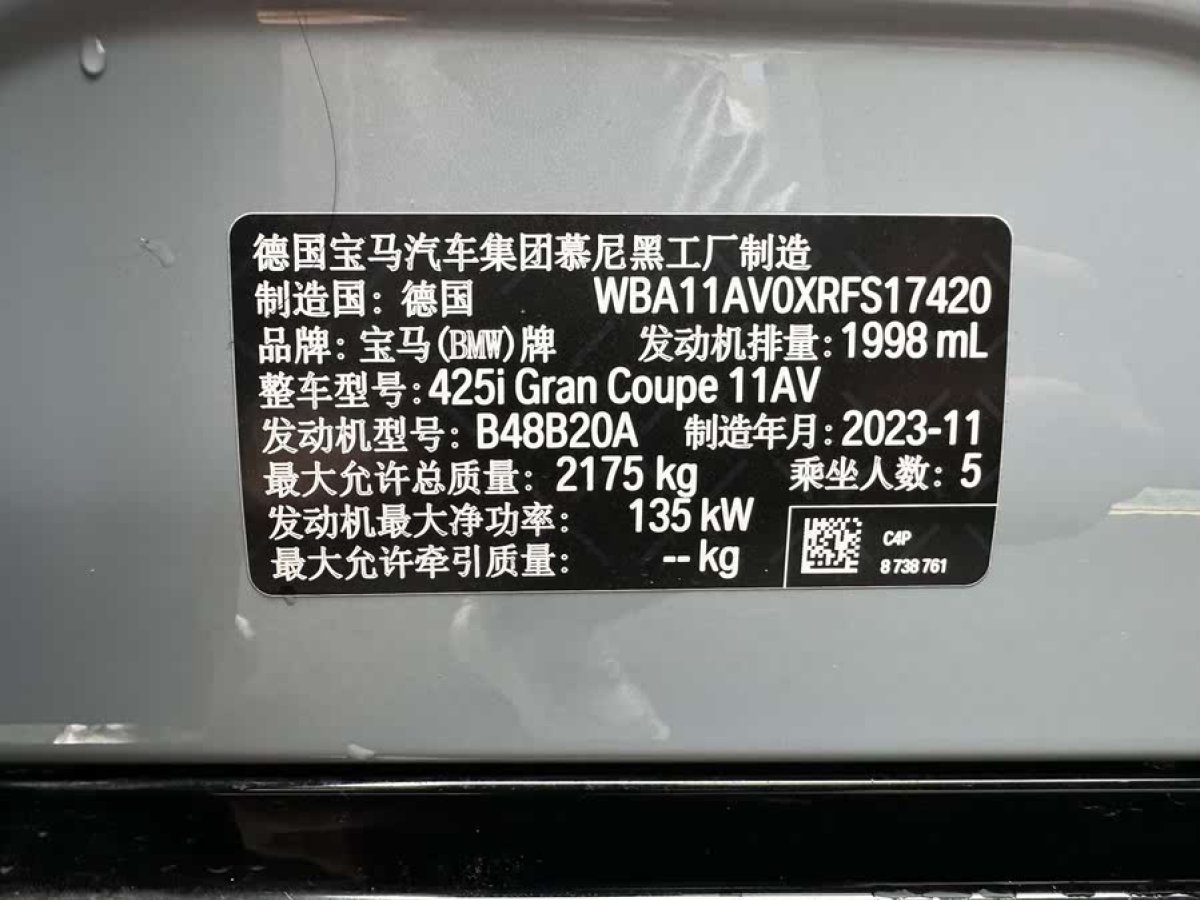 德国宝马汽车集团慕尼黑工厂制造
制造国：德国 WBA11AV0XRFS17420
品牌：宝马(BMW)牌 发动机排量：1998 mL
整车型号：425i Gran Coupe 11AV
发动机型号：B48B20A 制造年月：2023-11
最大允许总质量：2175 kg 乘坐人数：5
发动机最大净功率： 135 kW
最大允许牵引质量： -- kg
C4P
8 738 761